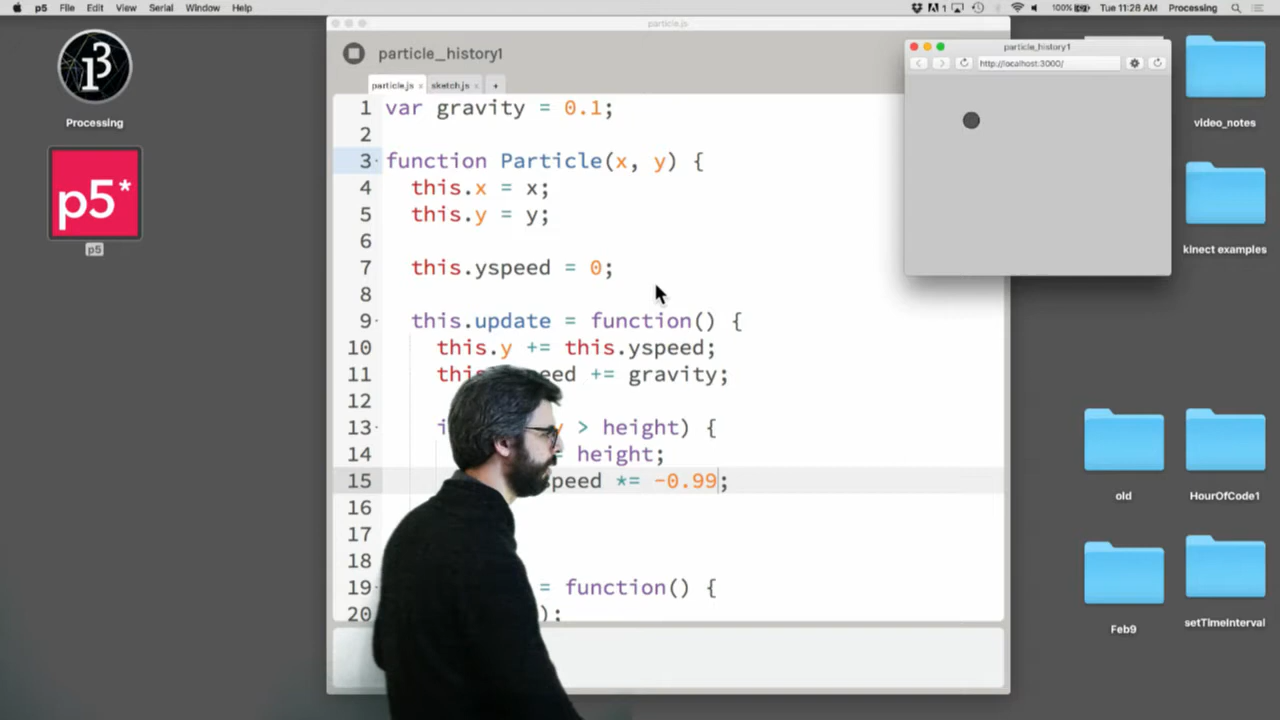 p5 File Edit View Serial Window Help
100% Tue 11:28 AM Processing
particle.js
particle_history1
particle.js × sketch.js × +
1 var gravity = 0.1;
2
3 function Particle(x, y) {
4 this.x = x;
5 this.y = y;
6
7 this.yspeed = 0;
8
9 this.update = function() {
10 this.y += this.yspeed;
11 this eed += gravity;
12
13 > height) {
14 = height;
15 speed *= -0.99;
16
17
18
19 = function() {
20 );
particle_history1
http://localhost:3000/
Processing
p5*
p5
video_notes
kinect examples
old
HourOfCode1
Feb9
setTimeInterval